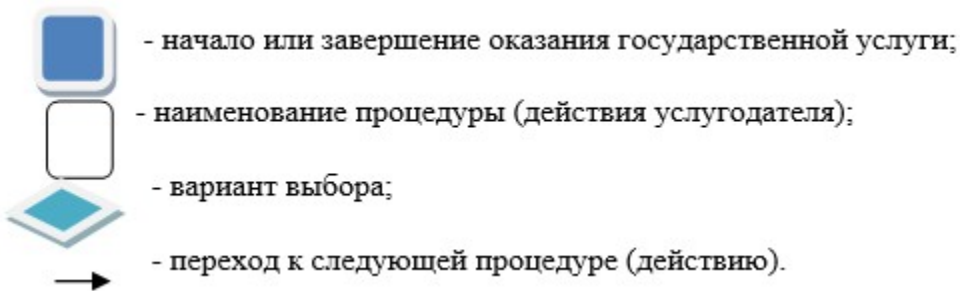 - начало или завершение оказания государственной услуги;
- наименование процедуры (действия услугодателя);
- вариант выбора;
- переход к следующей процедуре (действию).